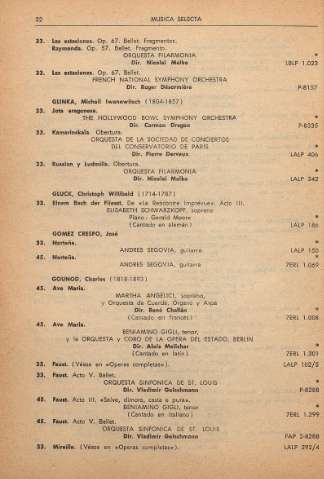 22 MUSICA SELECTA
33. Las estaciones. Op. 67. Ballet. Fragmentos.
Raymonda. Op. 57. Ballet. Fragmento.
ORQUESTA FILARMONIA *
Dir. Nicolai Malko LBLP 1.022
33. Las estaciones. Op. 67. Ballet.
FRENCH NATIONAL SYMPHONY ORCHESTRA
Dir. Roger Désormière P-8157
GLINKA, Michail Iwanowitsch (1804-1857)
33. Jota aragonesa.
THE HOLLYWOOD BOWL SYMPHONY ORCHESTRA *
Dir. Carmen Dragon P-8335
33. Kamarinskaia. Obertura.
ORQUESTA DE LA SOCIEDAD DE CONCIERTOS
DEL CONSERVATORIO DE PARIS *
Dir. Pierre Dervaux LALP 406
33. Russlan y Ludmilla. Obertura.
ORQUESTA FILARMONIA *
Dir. Nicolai Malko LALP 242
GLUCK, Christoph Willibald (1714-1787)
33. Einem Bach der Fliesst. De «La Rencontre Imprévue». Acto III.
ELISABETH SCHWARZKOPF, soprano
Piano: Gerald Moore *
(Cantado en alemán) LALP 186
GOMEZ CRESPO, José
33. Norteña. *
ANDRES SEGOVIA, guitarra LALP 150
45. Norteña. *
ANDRES SEGOVIA, guitarra 7ERL 1.069
GOUNOD, Charles (1818-1893)
45. Ave María.
MARTHA ANGELICI, soprano,
y Orquesta de Cuerda, Organo y Arpa
Dir. René Challan *
(Cantado en francés) 7ERL 1.008
45. Ave María.
BENIAMINO GIGLI, tenor,
y la ORQUESTA y CORO DE LA OPERA DEL ESTADO, BERLIN
Dir. Alois Melichar *
(Cantado en latín) 7ERL 1.301
33. Faust. (Véase en «Operas completas»). LALP 162/5
33. Faust. Acto V. Ballet.
ORQUESTA SINFONICA DE ST. LOUIS *
Dir. Vladimir Golschmann P-8288
45. Faust. Acto III. «Salve, dimora, casta e pura».
BENIAMINO GIGLI, tenor *
(Cantado en italiano) 7ERL 1.299
45. Faust. Acto V. Ballet.
ORQUESTA SINFONICA DE ST. LOUIS *
Dir. Vladimir Golschmann PAP 2-8288
33. Mireille. (Véase en «Operas completas»). LALP 292/4